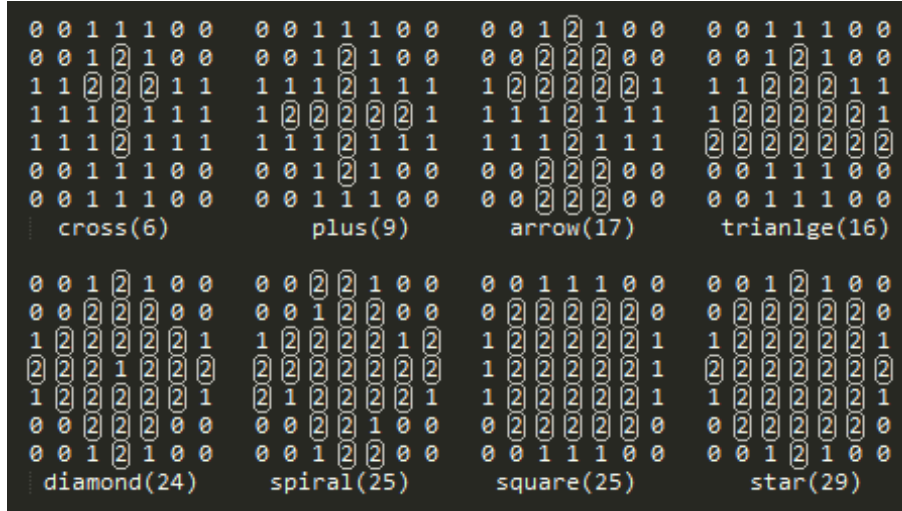 0 0 1 1 1 0 0 0 0 1 1 1 0 0 0 0 1 2 1 0 0 0 0 1 1 1 0 0
0 0 1 2 1 0 0 0 0 1 2 1 0 0 0 0 2 2 2 0 0 0 0 1 2 1 0 0
1 1 2 2 2 1 1 1 1 1 2 1 1 1 1 2 2 2 2 2 1 1 1 2 2 2 1 1
1 1 1 2 1 1 1 1 2 2 2 2 2 1 1 1 1 2 1 1 1 1 2 2 2 2 2 1
1 1 1 2 1 1 1 1 1 1 2 1 1 1 1 1 1 2 1 1 1 2 2 2 2 2 2 2
0 0 1 1 1 0 0 0 0 1 2 1 0 0 0 0 2 2 2 0 0 0 0 1 1 1 0 0
0 0 1 1 1 0 0 0 0 1 1 1 0 0 0 0 2 2 2 0 0 0 0 1 1 1 0 0
cross(6) plus(9) arrow(17) trianlge(16)
0 0 1 2 1 0 0 0 0 2 2 1 0 0 0 0 1 1 1 0 0 0 0 1 2 1 0 0
0 0 2 2 2 0 0 0 0 1 2 2 0 0 0 2 2 2 2 2 0 0 2 2 2 2 2 0
1 2 2 2 2 2 1 1 2 2 2 2 1 2 1 2 2 2 2 2 1 1 2 2 2 2 2 1
2 2 2 1 2 2 2 2 2 2 2 2 2 2 1 2 2 2 2 2 1 2 2 2 2 2 2 2
1 2 2 2 2 2 1 2 1 2 2 2 2 1 1 2 2 2 2 2 1 1 2 2 2 2 2 1
0 0 2 2 2 0 0 0 0 2 2 1 0 0 0 2 2 2 2 2 0 0 2 2 2 2 2 0
0 0 1 2 1 0 0 0 0 1 2 2 0 0 0 0 1 1 1 0 0 0 0 1 2 1 0 0
diamond(24) spiral(25) square(25) star(29)